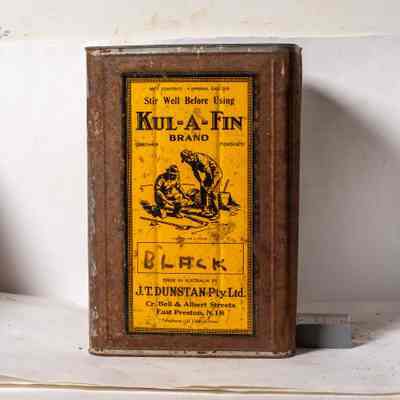 Stir Well Before Using
KUL-A-FIN
BRAND
BLACK
MADE IN AUSTRALIA BY
J.T. DUNSTAN Pty. Ltd.
Cr. Bell & Albert Streets
East Preston, N.18